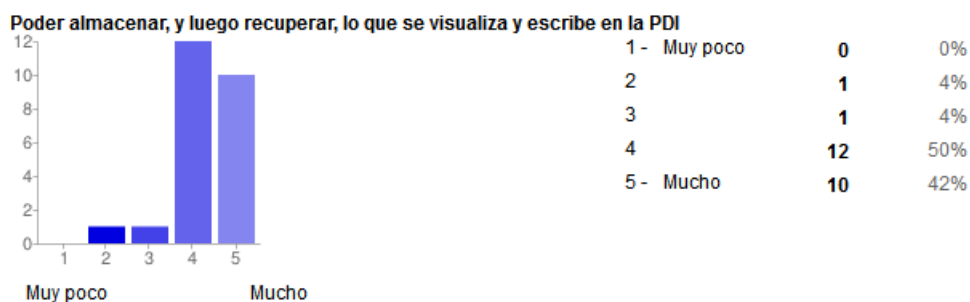 Poder almacenar, y luego recuperar, lo que se visualiza y escribe en la PDI
12
10
8
6
4
2
0
1 2 3 4 5
Muy poco Mucho
1 - Muy poco 0 0%
2 1 4%
3 1 4%
4 12 50%
5 - Mucho 10 42%